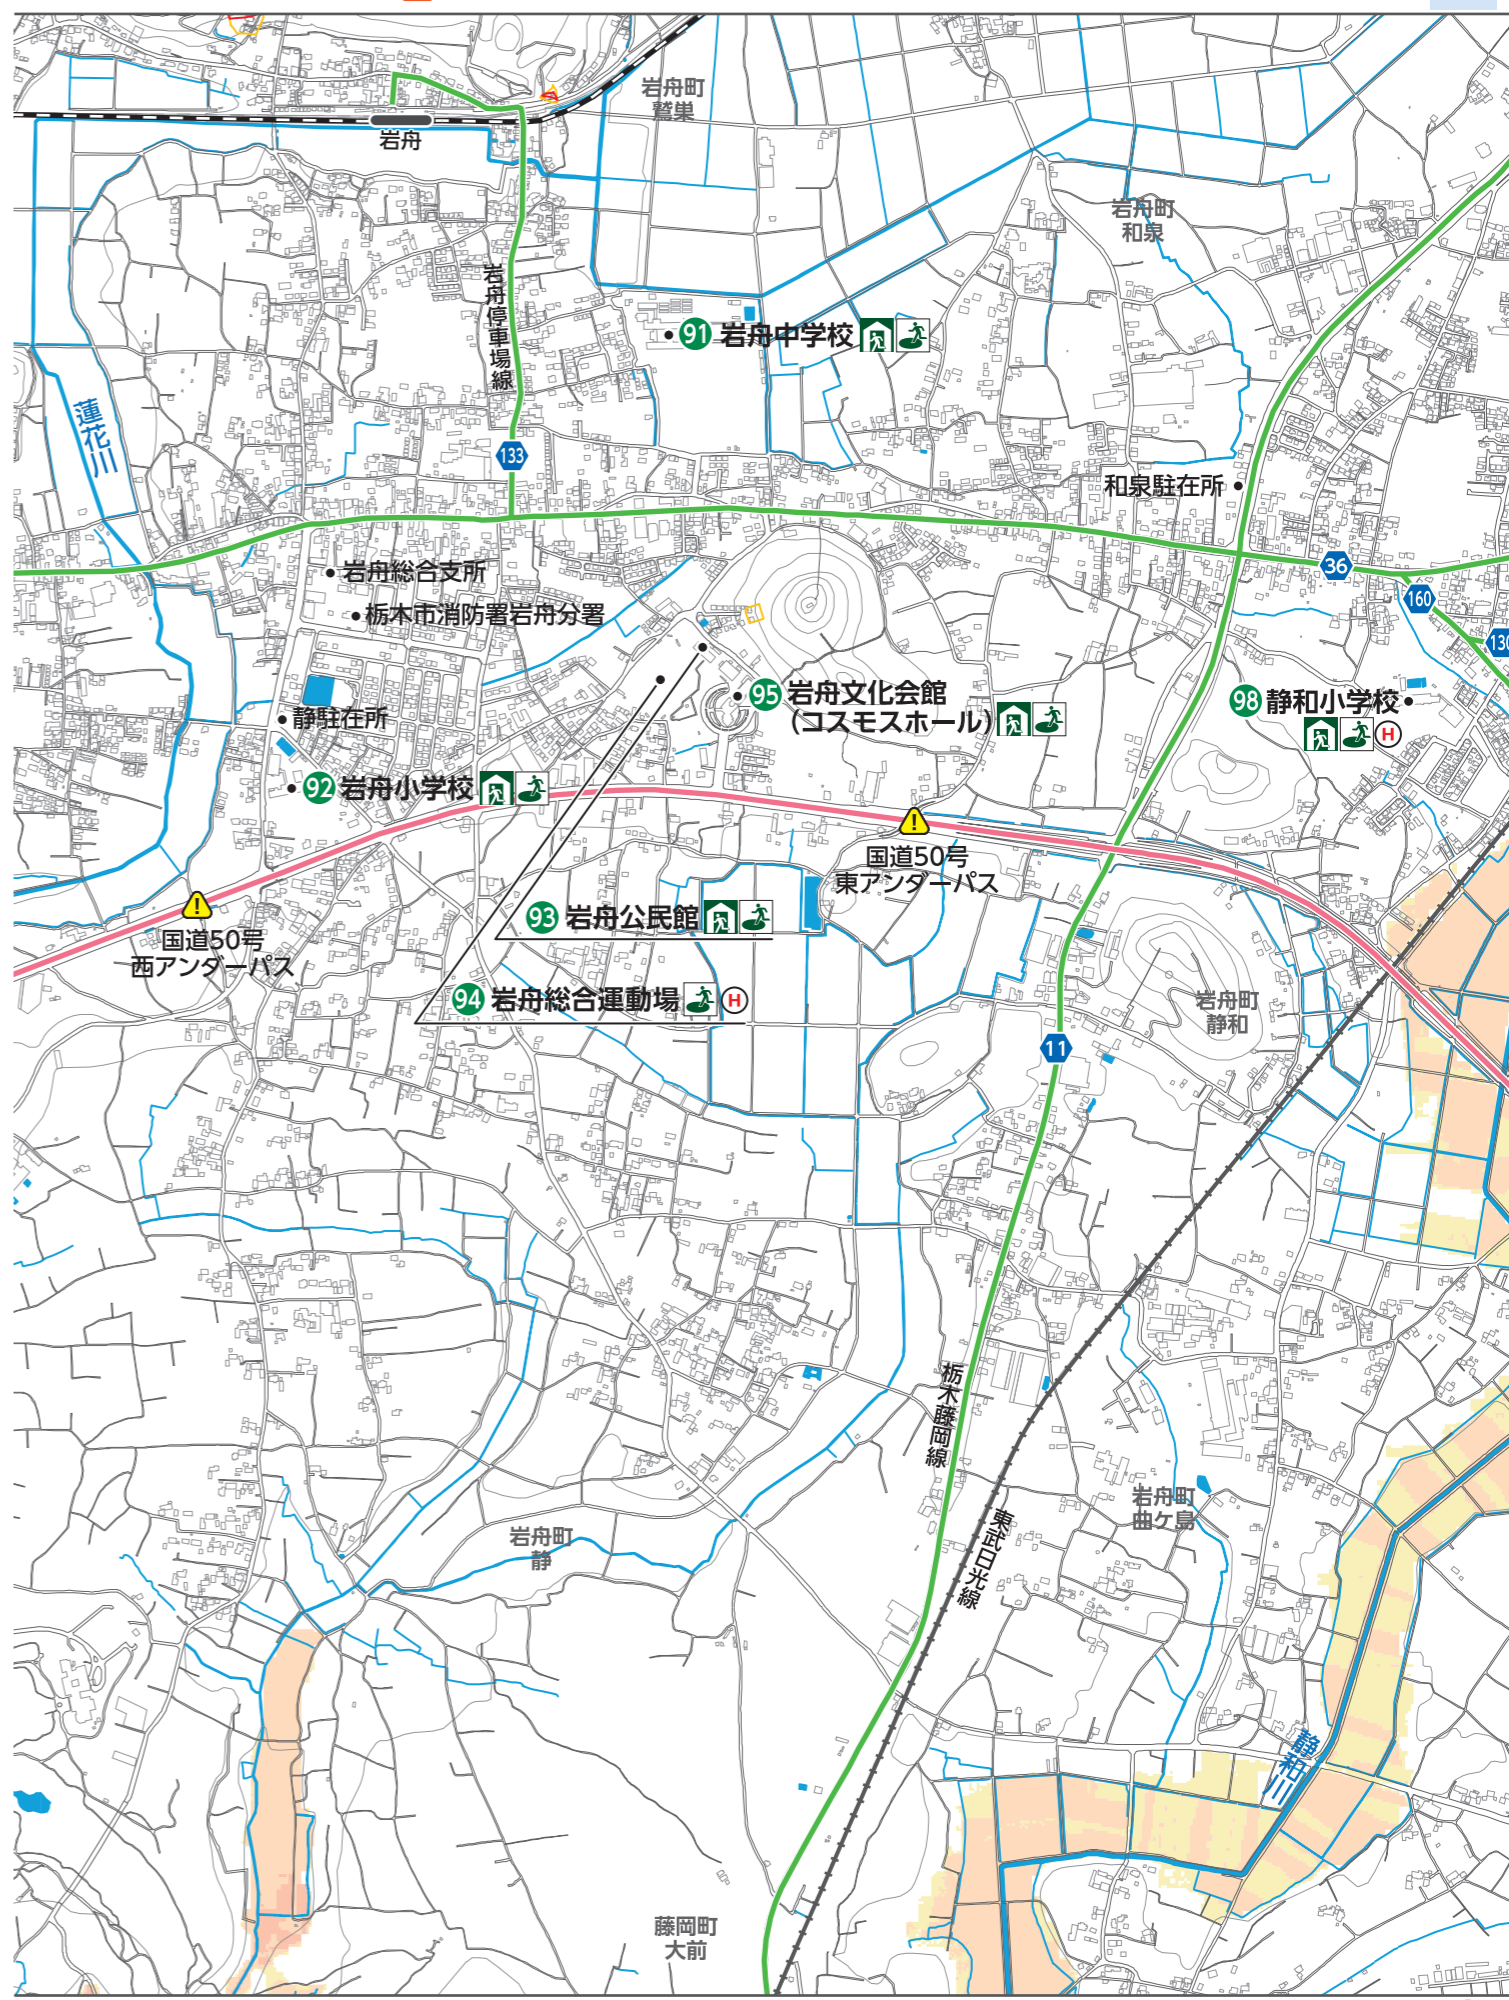 岩舟町
鷲巣
岩舟
岩舟町
和泉
岩舟停車場線
91 岩舟中学校
蓮花川
133
和泉駐在所
36
岩舟総合支所
160
栃木市消防署岩舟分署
130
95 岩舟文化会館
(コスモスホール)
98 静和小学校
H
静駐在所
92 岩舟小学校
!
国道50号
東アンダーパス
!
国道50号
西アンダーパス
93 岩舟公民館
94 岩舟総合運動場 H
岩舟町
静和
11
栃木藤岡線
東武日光線
岩舟町
曲ケ島
岩舟町
静
静和川
藤岡町
大前